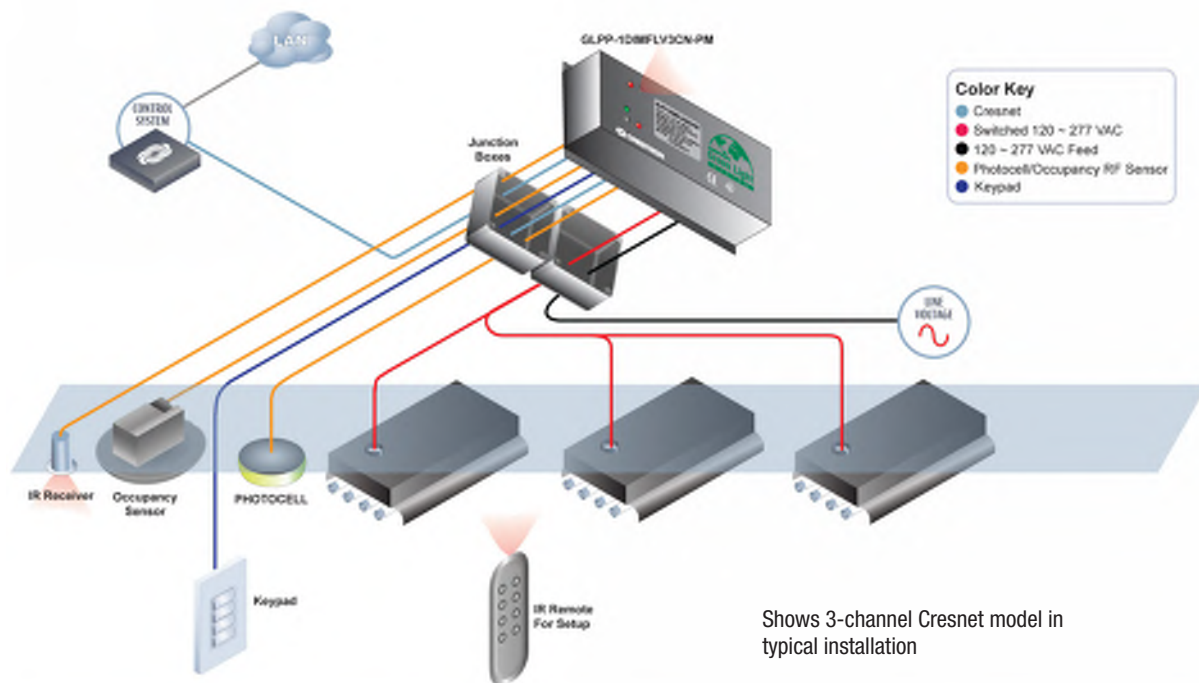 LAN
CONTROL
SYSTEM
GLPP-1DIMFLV3CN-PM
Junction
Boxes
Color Key
Cresnet
Switched 120 ~ 277 VAC
120 ~ 277 VAC Feed
Photocell/Occupancy RF Sensor
Keypad
LINE
VOLTAGE
IR Receiver
Occupancy
Sensor
PHOTOCELL
Keypad
IR Remote
For Setup
Shows 3-channel Cresnet model in
typical installation